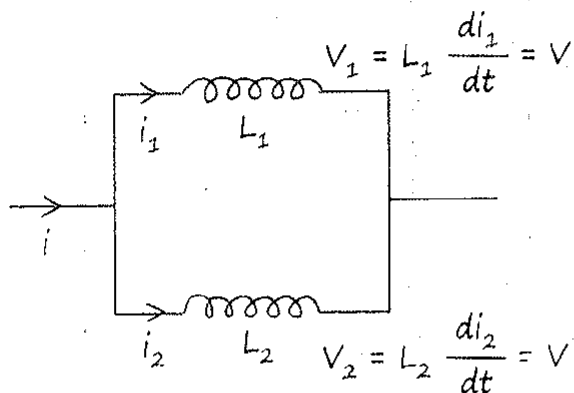 V₁ = L₁ di₁/dt = V
i₁
L₁
i
i₂
L₂
V₂ = L₂ di₂/dt = V